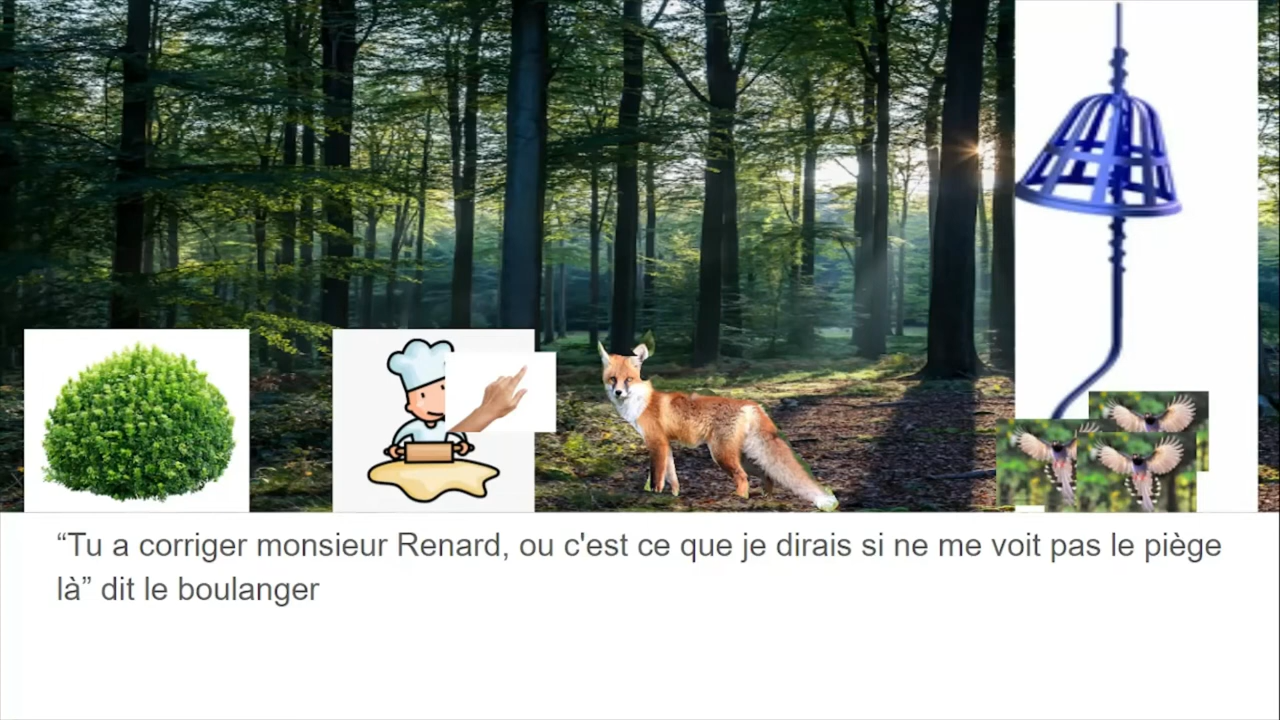 “Tu a corriger monsieur Renard, ou c'est ce que je dirais si ne me voit pas le piège
là” dit le boulanger